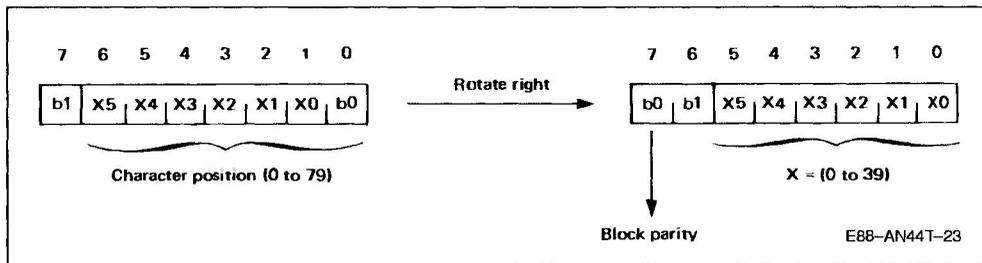 7 6 5 4 3 2 1 0
b1 X5 X4 X3 X2 X1 X0 b0
Character position (0 to 79)
Rotate right
7 6 5 4 3 2 1 0
b0 b1 X5 X4 X3 X2 X1 X0
X = (0 to 39)
Block parity
E88–AN44T–23